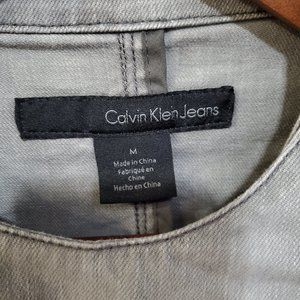 Calvin Klein Jeans
M
Made in China
Fabriqué en
Chine
Hecho en China